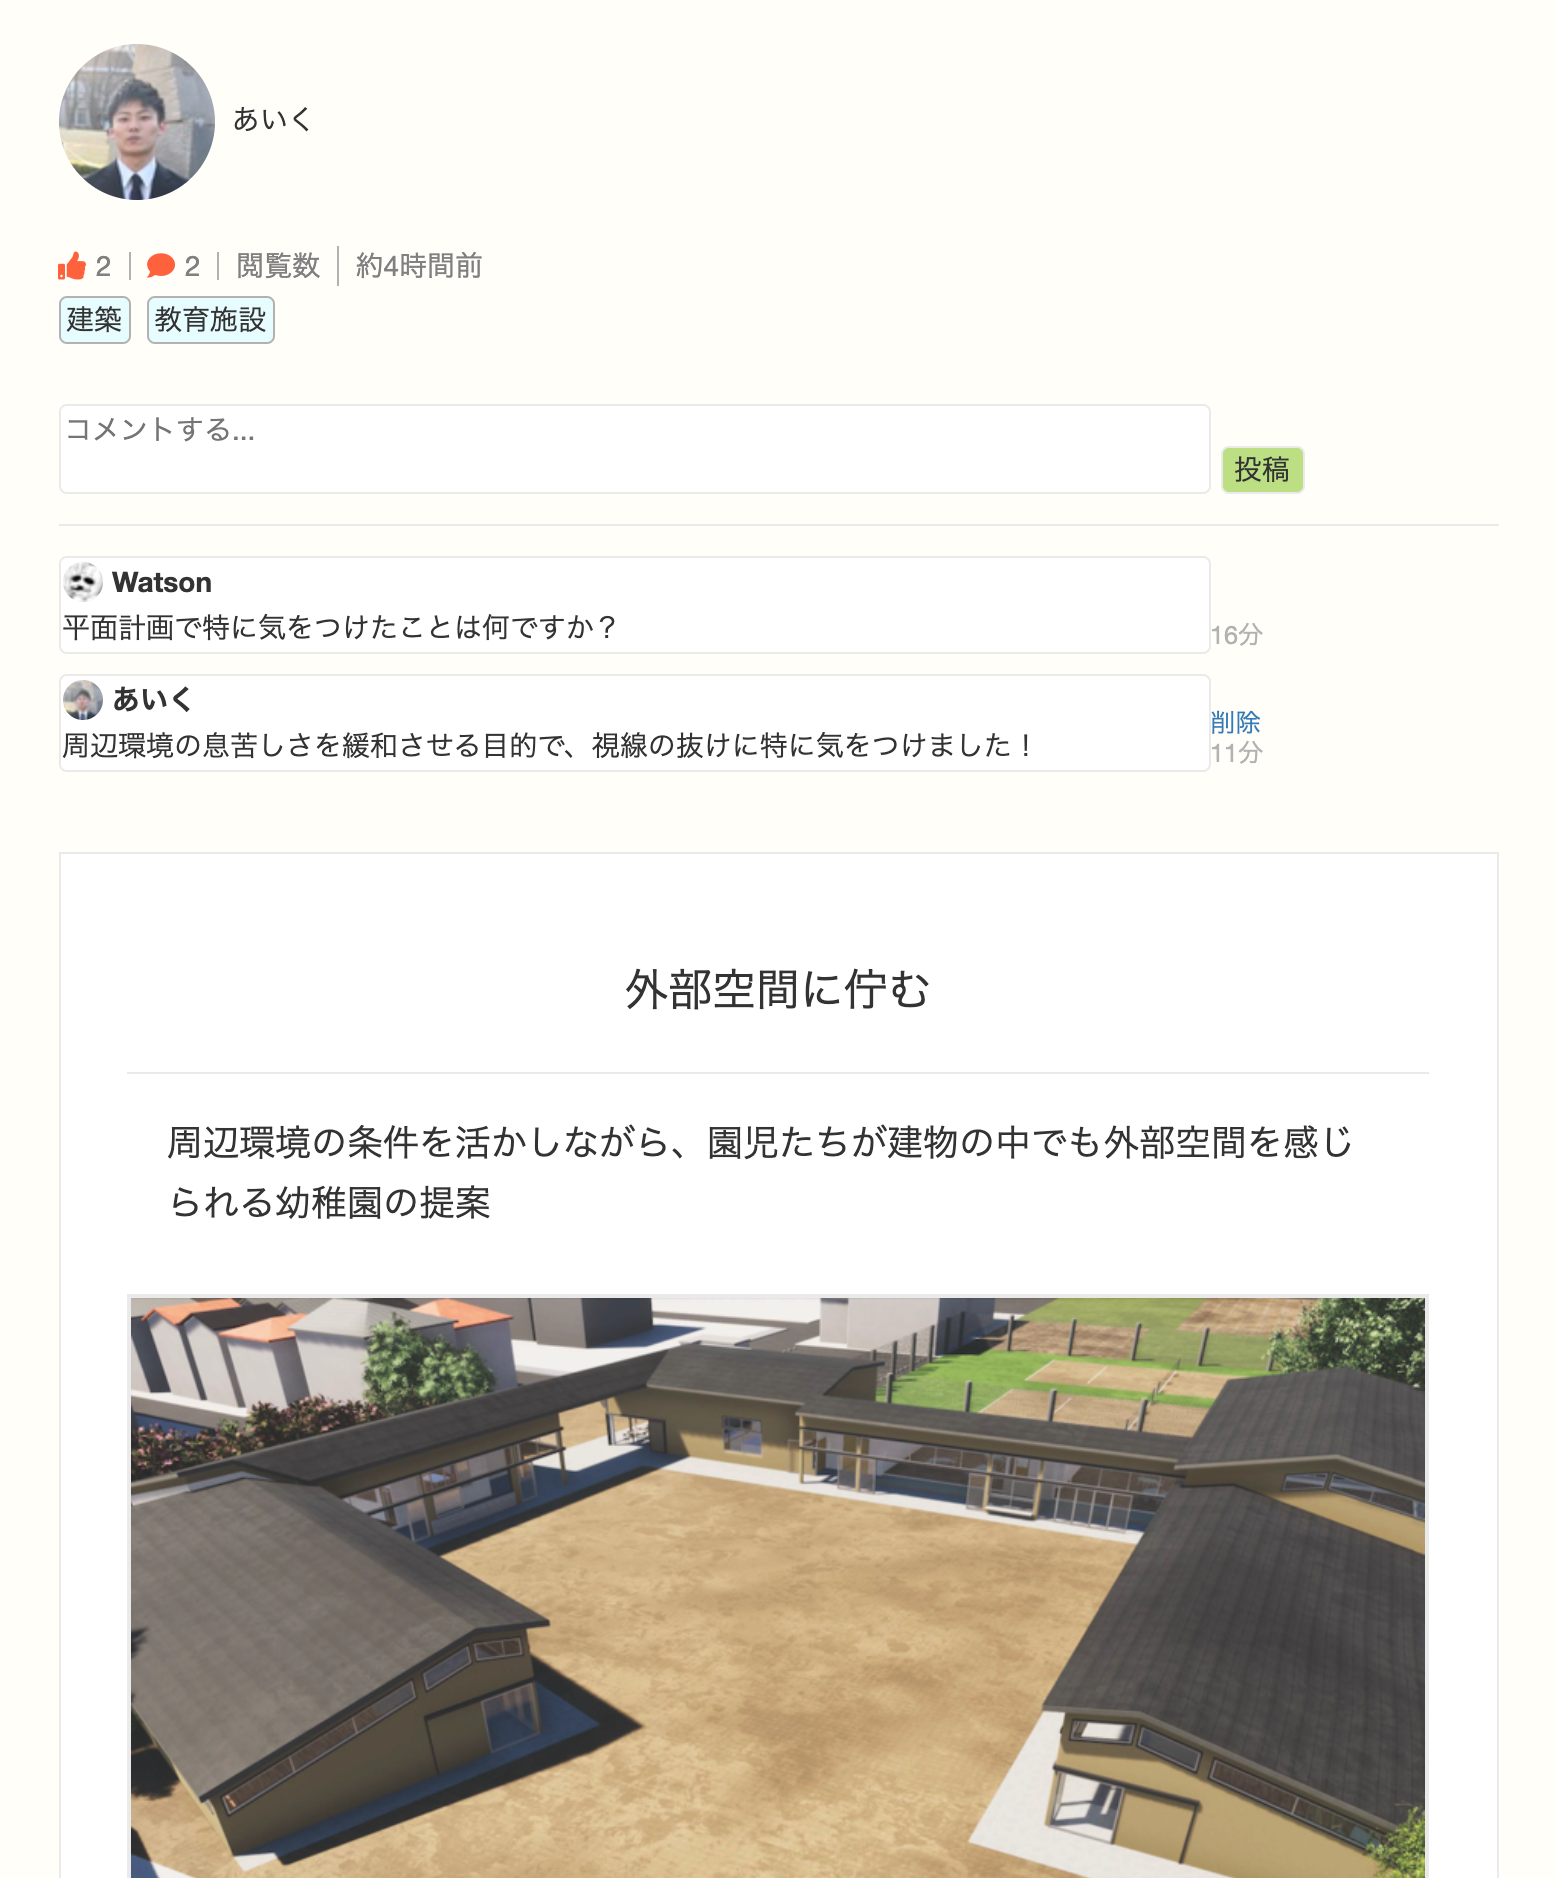 あいく
2 | 2 | 閲覧数 | 約4時間前
建築 教育施設
コメントする...
投稿
Watson
平面計画で特に気をつけたことは何ですか？
16分
あいく
周辺環境の息苦しさを緩和させる目的で、視線の抜けに特に気をつけました！
削除
11分
外部空間に佇む
周辺環境の条件を活かしながら、園児たちが建物の中でも外部空間を感じ
られる幼稚園の提案